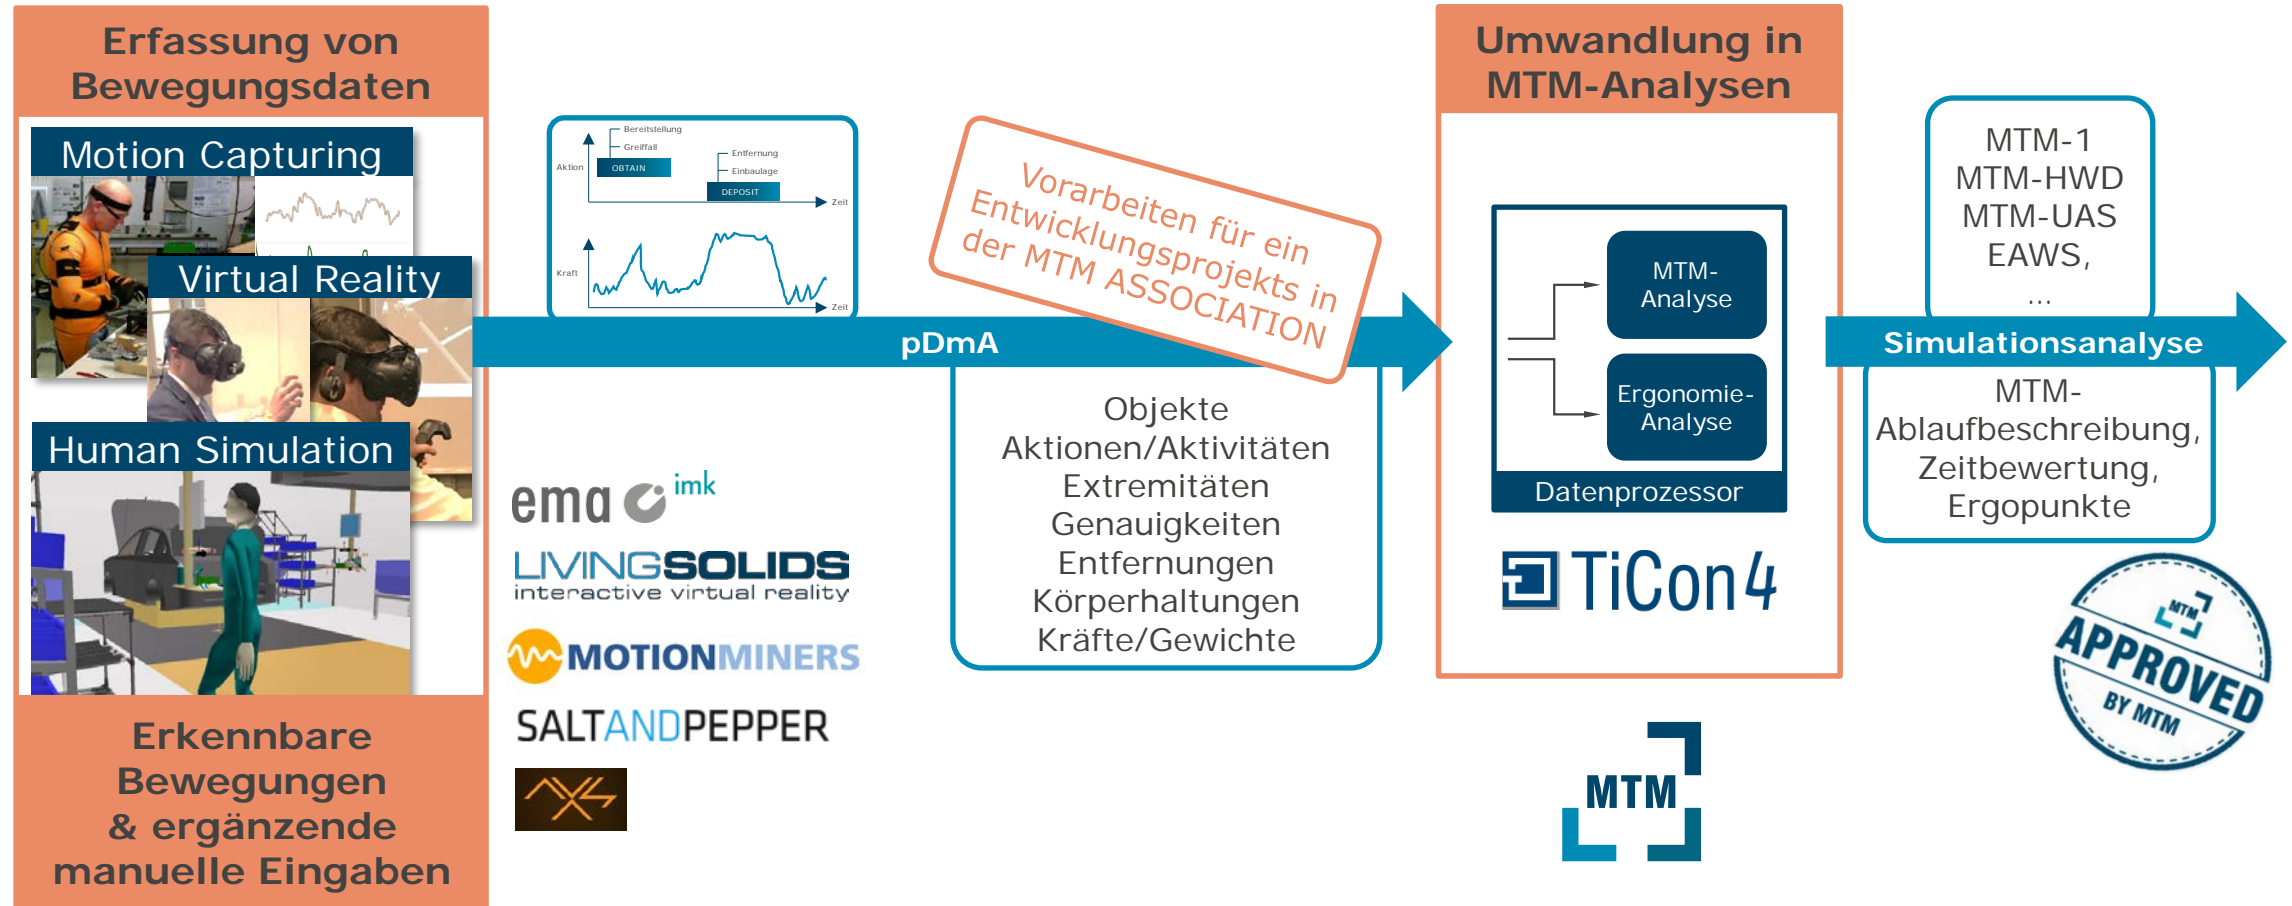 Erfassung von
Bewegungsdaten
Motion Capturing
Virtual Reality
Human Simulation
Erkennbare
Bewegungen
& ergänzende
manuelle Eingaben
Bereitstellung
Greiffall
Aktion
OBTAIN
Entfernung
Einbaulage
DEPOSIT
Zeit
Kraft
Zeit
Vorarbeiten für ein
Entwicklungsprojekts in
der MTM ASSOCIATION
pDmA
Objekte
Aktionen/Aktivitäten
Extremitäten
Genauigkeiten
Entfernungen
Körperhaltungen
Kräfte/Gewichte
ema imk
LIVINGSOLIDS
interactive virtual reality
MOTIONMINERS
SALTANDPEPPER
Umwandlung in
MTM-Analysen
MTM-
Analyse
Ergonomie-
Analyse
Datenprozessor
TiCon4
MTM
MTM-1
MTM-HWD
MTM-UAS
EAWS,
...
Simulationsanalyse
MTM-
Ablaufbeschreibung,
Zeitbewertung,
Ergopunkte
MTM
APPROVED
BY MTM